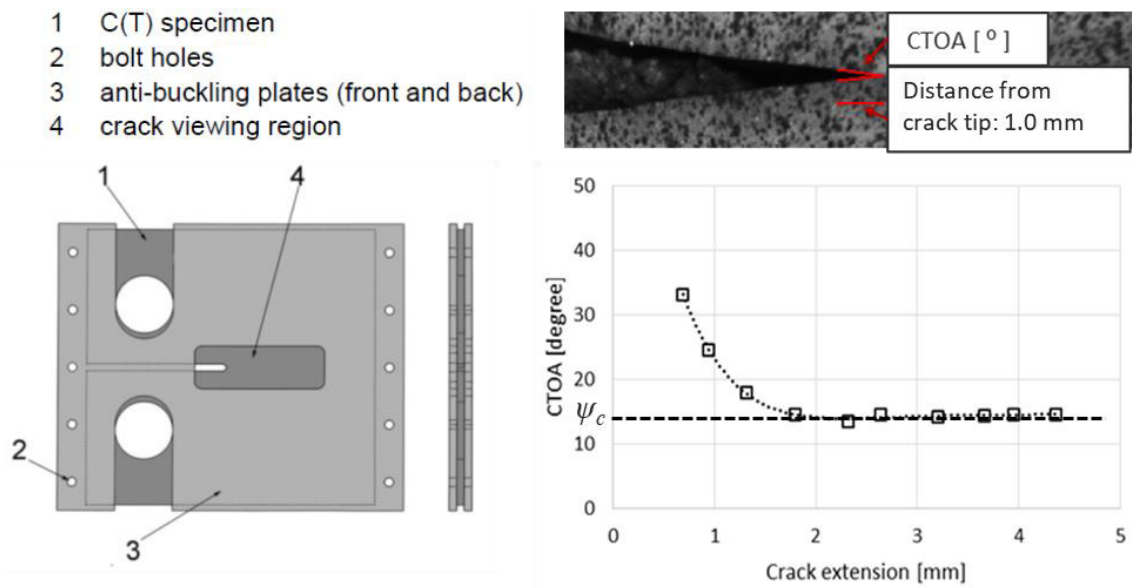 1 C(T) specimen
2 bolt holes
3 anti-buckling plates (front and back)
4 crack viewing region
CTOA [ ° ]
Distance from
crack tip: 1.0 mm
1
4
2
3
50
40
30
20
10
0
CTOA [degree]
ψc
0 1 2 3 4 5
Crack extension [mm]